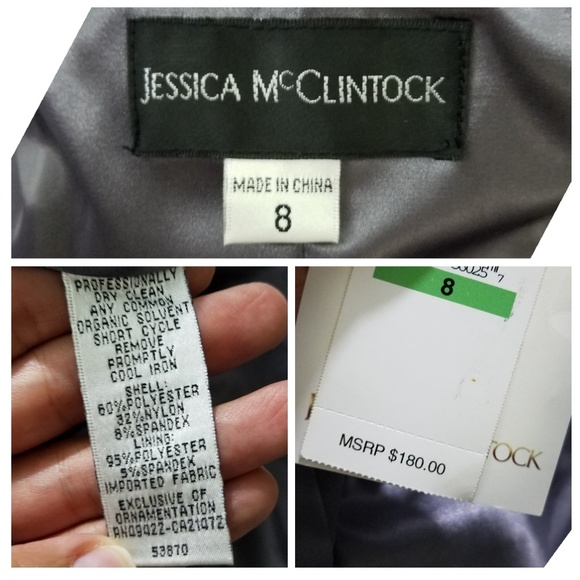 JESSICA McCLINTOCK
MADE IN CHINA
8
PROFESSIONALLY
DRY CLEAN
ANY COMMON
ORGANIC SOLVENT
SHORT CYCLE
REMOVE
PROMPTLY
COOL IRON
SHELL:
60%POLYESTER
32%NYLON
8%SPANDEX
LINING:
95%POLYESTER
5%SPANDEX
IMPORTED FABRIC
EXCLUSIVE OF
ORNAMENTATION
53870
7
8
MSRP $180.00
TOCK